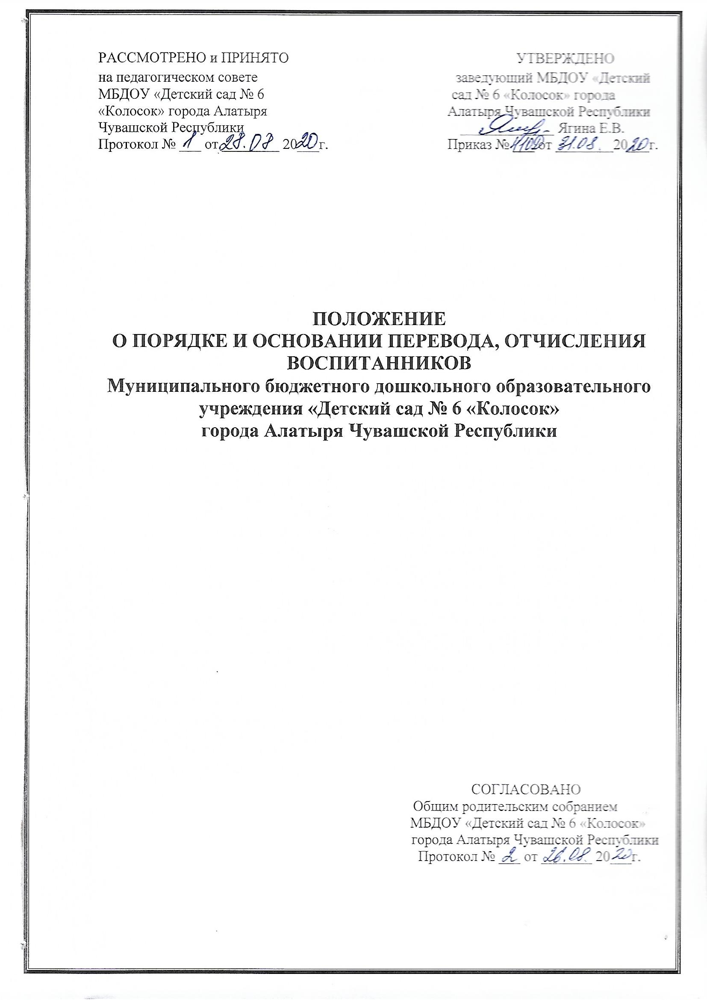 РАССМОТРЕНО и ПРИНЯТО
на педагогическом совете
МБДОУ «Детский сад № 6
«Колосок» города Алатыря
Чувашской Республики
Протокол № 1 от 28.08 2020г.
УТВЕРЖДЕНО
заведующий МБДОУ «Детский
сад № 6 «Колосок» города
Алатыря Чувашской Республики
Ягина Е.В.
Приказ № от 31.08. 2020г.
ПОЛОЖЕНИЕ
О ПОРЯДКЕ И ОСНОВАНИИ ПЕРЕВОДА, ОТЧИСЛЕНИЯ
ВОСПИТАННИКОВ
Муниципального бюджетного дошкольного образовательного
учреждения «Детский сад № 6 «Колосок»
города Алатыря Чувашской Республики
СОГЛАСОВАНО
Общим родительским собранием
МБДОУ «Детский сад № 6 «Колосок»
города Алатыря Чувашской Республики
Протокол № 2 от 26.08. 2020г.